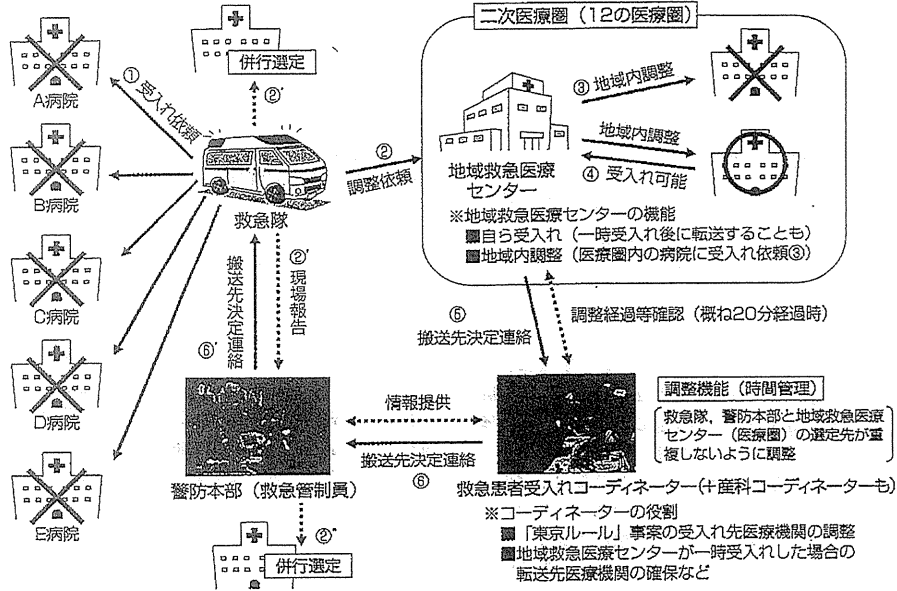 二次医療圏（12の医療圏）
A病院
B病院
C病院
D病院
E病院
①受入れ依頼
併行選定
②'
救急隊
②
調整依頼
地域救急医療
センター
③ 地域内調整
地域内調整
④ 受入れ可能
※地域救急医療センターの機能
■自ら受入れ（一時受入れ後に転送することも）
■地域内調整（医療圏内の病院に受入れ依頼③）
搬送先決定連絡
⑥'
②'現場報告
⑤
搬送先決定連絡
調整経過等確認（概ね20分経過時）
情報提供
搬送先決定連絡
⑥
調整機能（時間管理）
救急隊，警防本部と地域救急医療
センター（医療圏）の選定先が重
複しないように調整
警防本部（救急管制員）
②"
併行選定
救急患者受入れコーディネーター（＋産科コーディネーターも）
※コーディネーターの役割
■「東京ルール」事案の受入れ先医療機関の調整
■地域救急医療センターが一時受入れした場合の
転送先医療機関の確保など